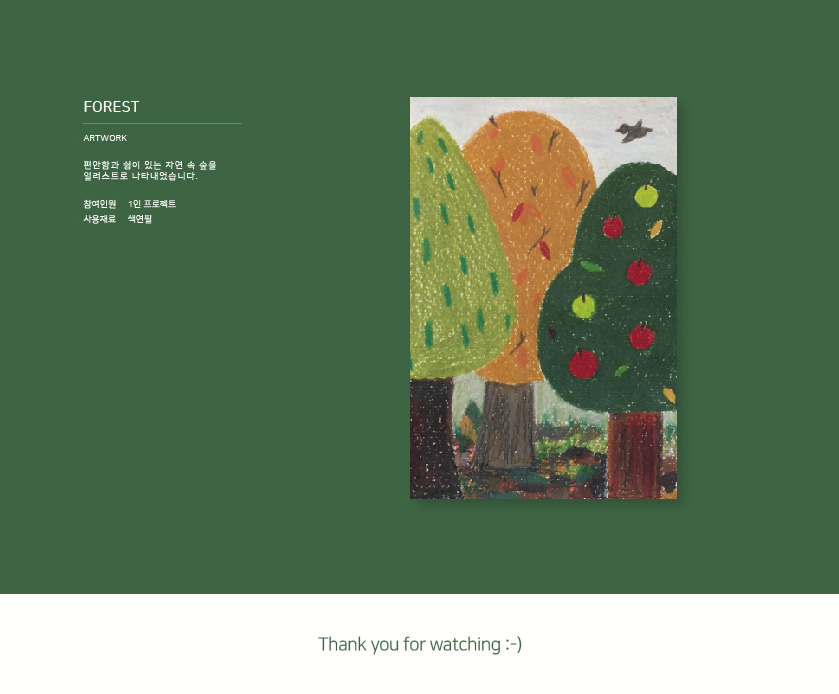 FOREST
ARTWORK
편안함과 쉼이 있는 자연 속 숲을
일러스트로 나타내었습니다.
참여인원 1인 프로젝트
사용재료 색연필
Thank you for watching :-)